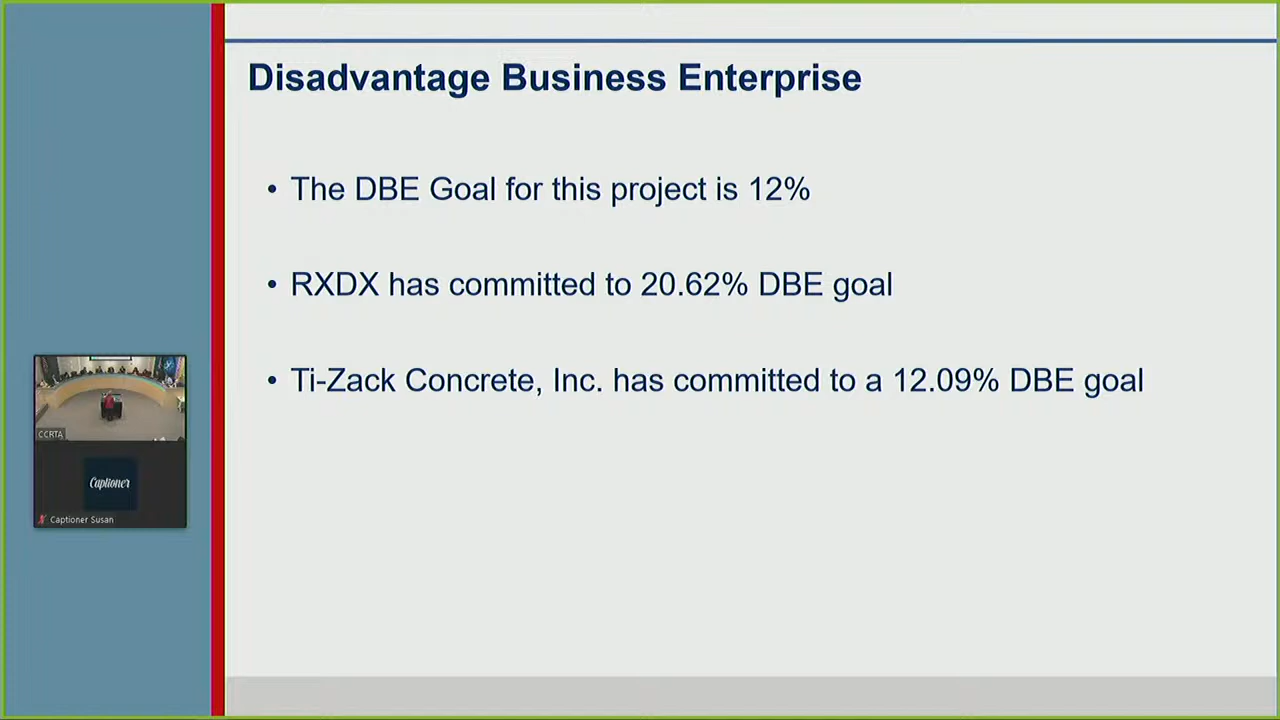 Disadvantage Business Enterprise
• The DBE Goal for this project is 12%
• RXDX has committed to 20.62% DBE goal
• Ti-Zack Concrete, Inc. has committed to a 12.09% DBE goal
CCRTA
Captioner
Captioner Susan